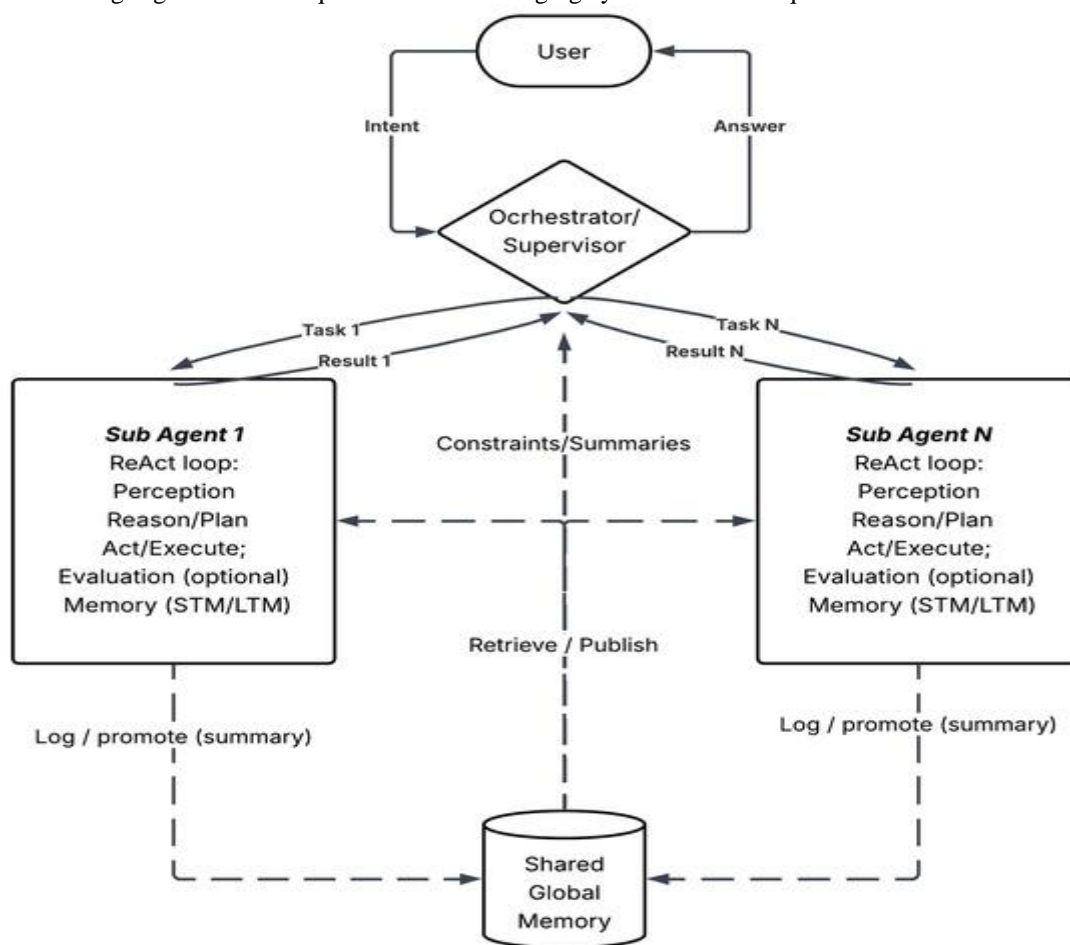 User
Intent
Answer
Ocrhestrator/
Supervisor
Task 1
Result 1
Task N
Result N
Sub Agent 1
ReAct loop:
Perception
Reason/Plan
Act/Execute;
Evaluation (optional)
Memory (STM/LTM)
Constraints/Summaries
Sub Agent N
ReAct loop:
Perception
Reason/Plan
Act/Execute;
Evaluation (optional)
Memory (STM/LTM)
Retrieve / Publish
Log / promote (summary)
Log / promote (summary)
Shared
Global
Memory